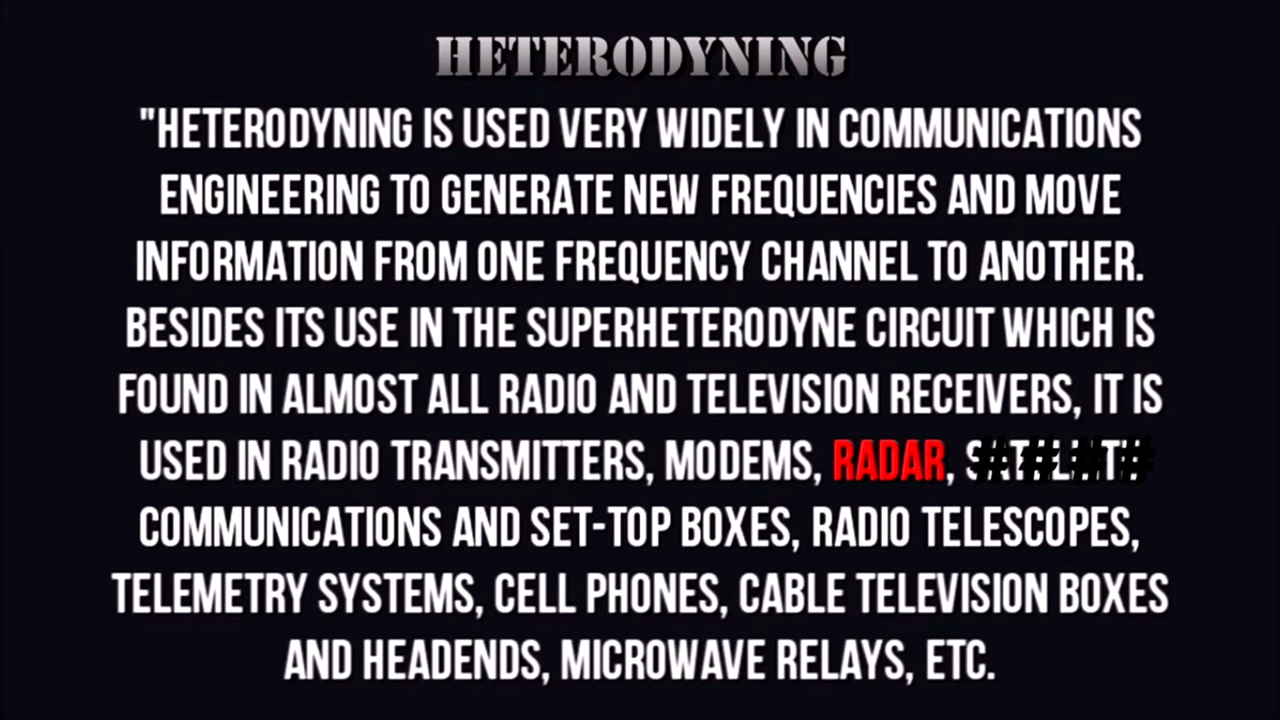 HETERODYNING
"HETERODYNING IS USED VERY WIDELY IN COMMUNICATIONS
ENGINEERING TO GENERATE NEW FREQUENCIES AND MOVE
INFORMATION FROM ONE FREQUENCY CHANNEL TO ANOTHER.
BESIDES ITS USE IN THE SUPERHETERODYNE CIRCUIT WHICH IS
FOUND IN ALMOST ALL RADIO AND TELEVISION RECEIVERS, IT IS
USED IN RADIO TRANSMITTERS, MODEMS, RADAR,
COMMUNICATIONS AND SET-TOP BOXES, RADIO TELESCOPES,
TELEMETRY SYSTEMS, CELL PHONES, CABLE TELEVISION BOXES
AND HEADENDS, MICROWAVE RELAYS, ETC.